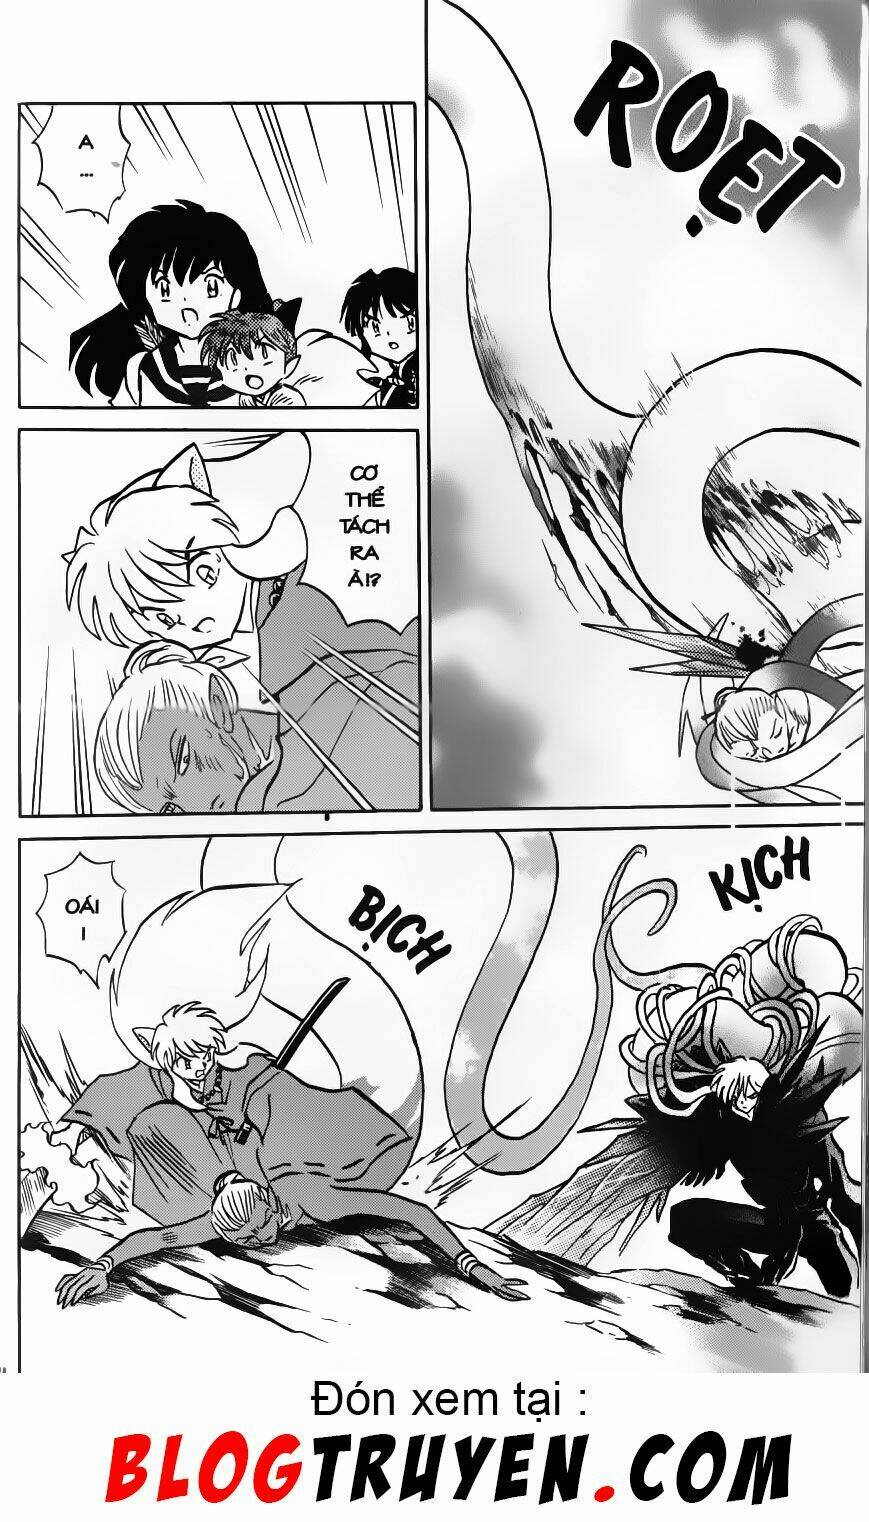 ROẸT
A
...
CƠ
THỂ
TÁCH
RA
À!?
KỊCH
BỊCH
OÁI
!
Đón xem tại :
BLOGTRUYEN.COM